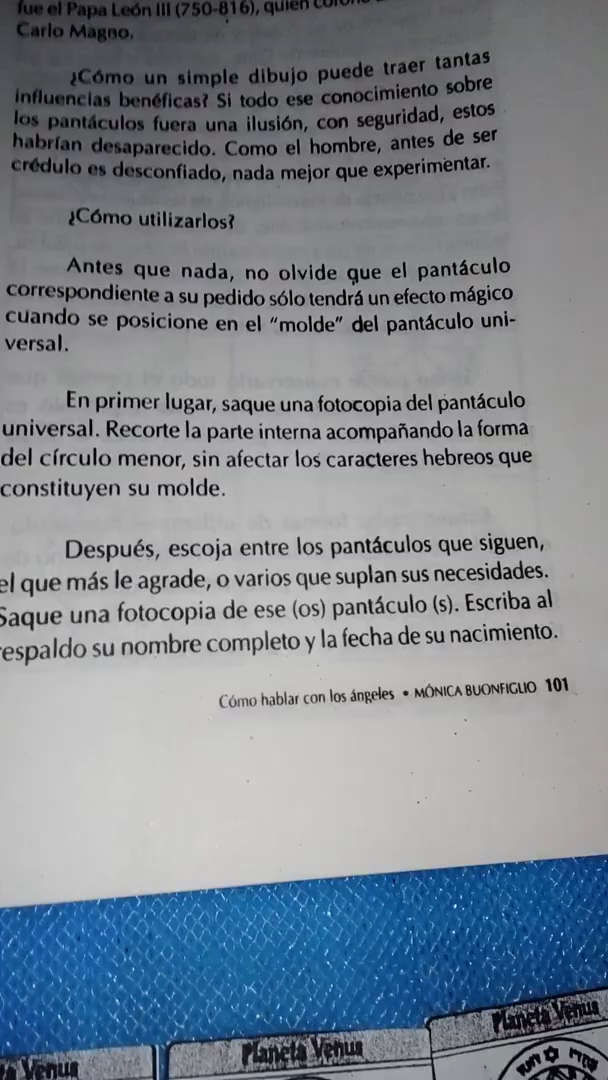 fue el Papa León III (750-816), quien
Carlo Magno.
¿Cómo un simple dibujo puede traer tantas
influencias benéficas? Si todo ese conocimiento sobre
los pantáculos fuera una ilusión, con seguridad, estos
habrían desaparecido. Como el hombre, antes de ser
crédulo es desconfiado, nada mejor que experimentar.
¿Cómo utilizarlos?
Antes que nada, no olvide que el pantáculo
correspondiente a su pedido sólo tendrá un efecto mágico
cuando se posicione en el “molde” del pantáculo uni-
versal.
En primer lugar, saque una fotocopia del pantáculo
universal. Recorte la parte interna acompañando la forma
del círculo menor, sin afectar los caracteres hebreos que
constituyen su molde.
Después, escoja entre los pantáculos que siguen,
el que más le agrade, o varios que suplan sus necesidades.
Saque una fotocopia de ese (os) pantáculo (s). Escriba al
respaldo su nombre completo y la fecha de su nacimiento.
Cómo hablar con los ángeles • MÓNICA BUONFIGLIO 101
Venus
Planeta Venus
Planeta Venus